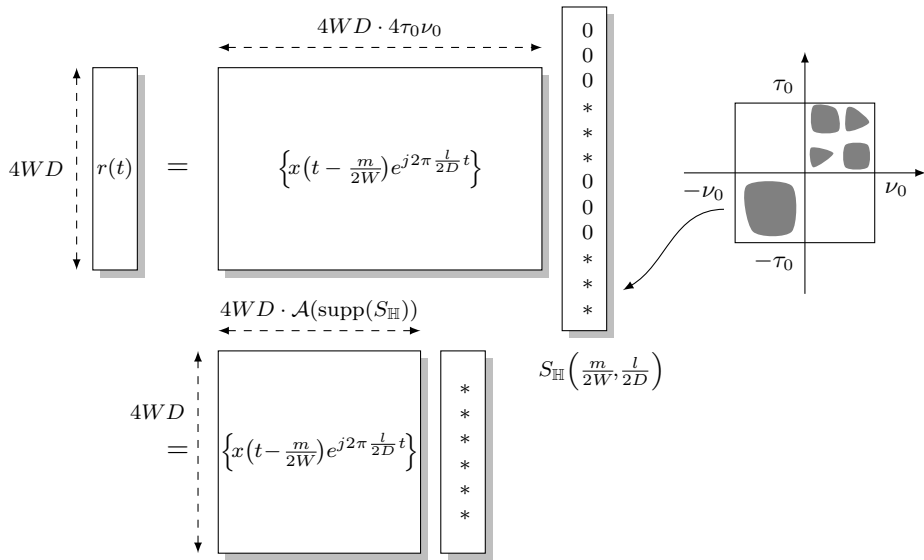 4WD · 4τ₀ν₀
4WD
r(t)
=
{x(t − m/2W)e^{j2π l/2D t}}
0
0
0
*
*
*
0
0
0
*
*
*
S_ℍ(m/2W, l/2D)
τ₀
−ν₀
ν₀
−τ₀
4WD · 𝒜(supp(S_ℍ))
4WD
=
{x(t − m/2W)e^{j2π l/2D t}}
*
*
*
*
*
*